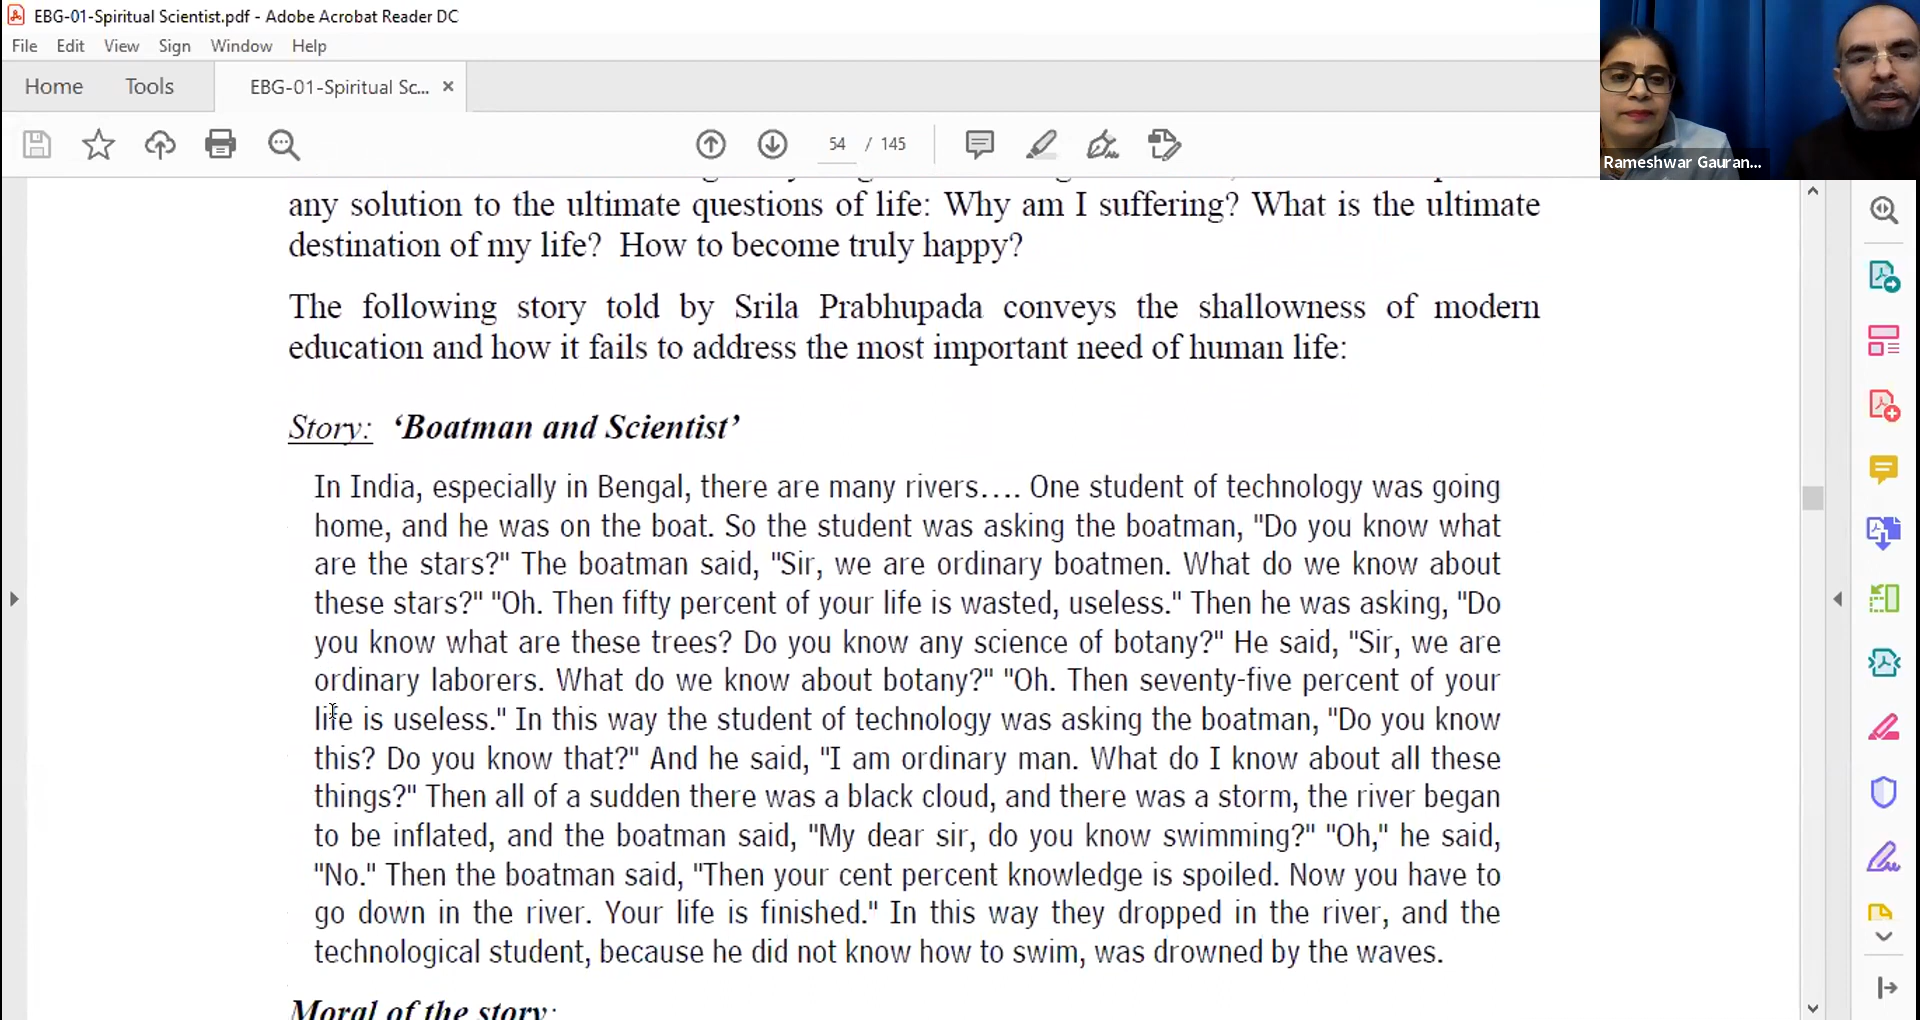 EBG-01-Spiritual Scientist.pdf - Adobe Acrobat Reader DC
File Edit View Sign Window Help
Home Tools EBG-01-Spiritual Sc... ×
54 / 145
Rameshwar Gauran...
any solution to the ultimate questions of life: Why am I suffering? What is the ultimate
destination of my life? How to become truly happy?
The following story told by Srila Prabhupada conveys the shallowness of modern
education and how it fails to address the most important need of human life:
Story: ‘Boatman and Scientist’
In India, especially in Bengal, there are many rivers…. One student of technology was going
home, and he was on the boat. So the student was asking the boatman, "Do you know what
are the stars?" The boatman said, "Sir, we are ordinary boatmen. What do we know about
these stars?" "Oh. Then fifty percent of your life is wasted, useless." Then he was asking, "Do
you know what are these trees? Do you know any science of botany?" He said, "Sir, we are
ordinary laborers. What do we know about botany?" "Oh. Then seventy-five percent of your
life is useless." In this way the student of technology was asking the boatman, "Do you know
this? Do you know that?" And he said, "I am ordinary man. What do I know about all these
things?" Then all of a sudden there was a black cloud, and there was a storm, the river began
to be inflated, and the boatman said, "My dear sir, do you know swimming?" "Oh," he said,
"No." Then the boatman said, "Then your cent percent knowledge is spoiled. Now you have to
go down in the river. Your life is finished." In this way they dropped in the river, and the
technological student, because he did not know how to swim, was drowned by the waves.
Moral of the story: